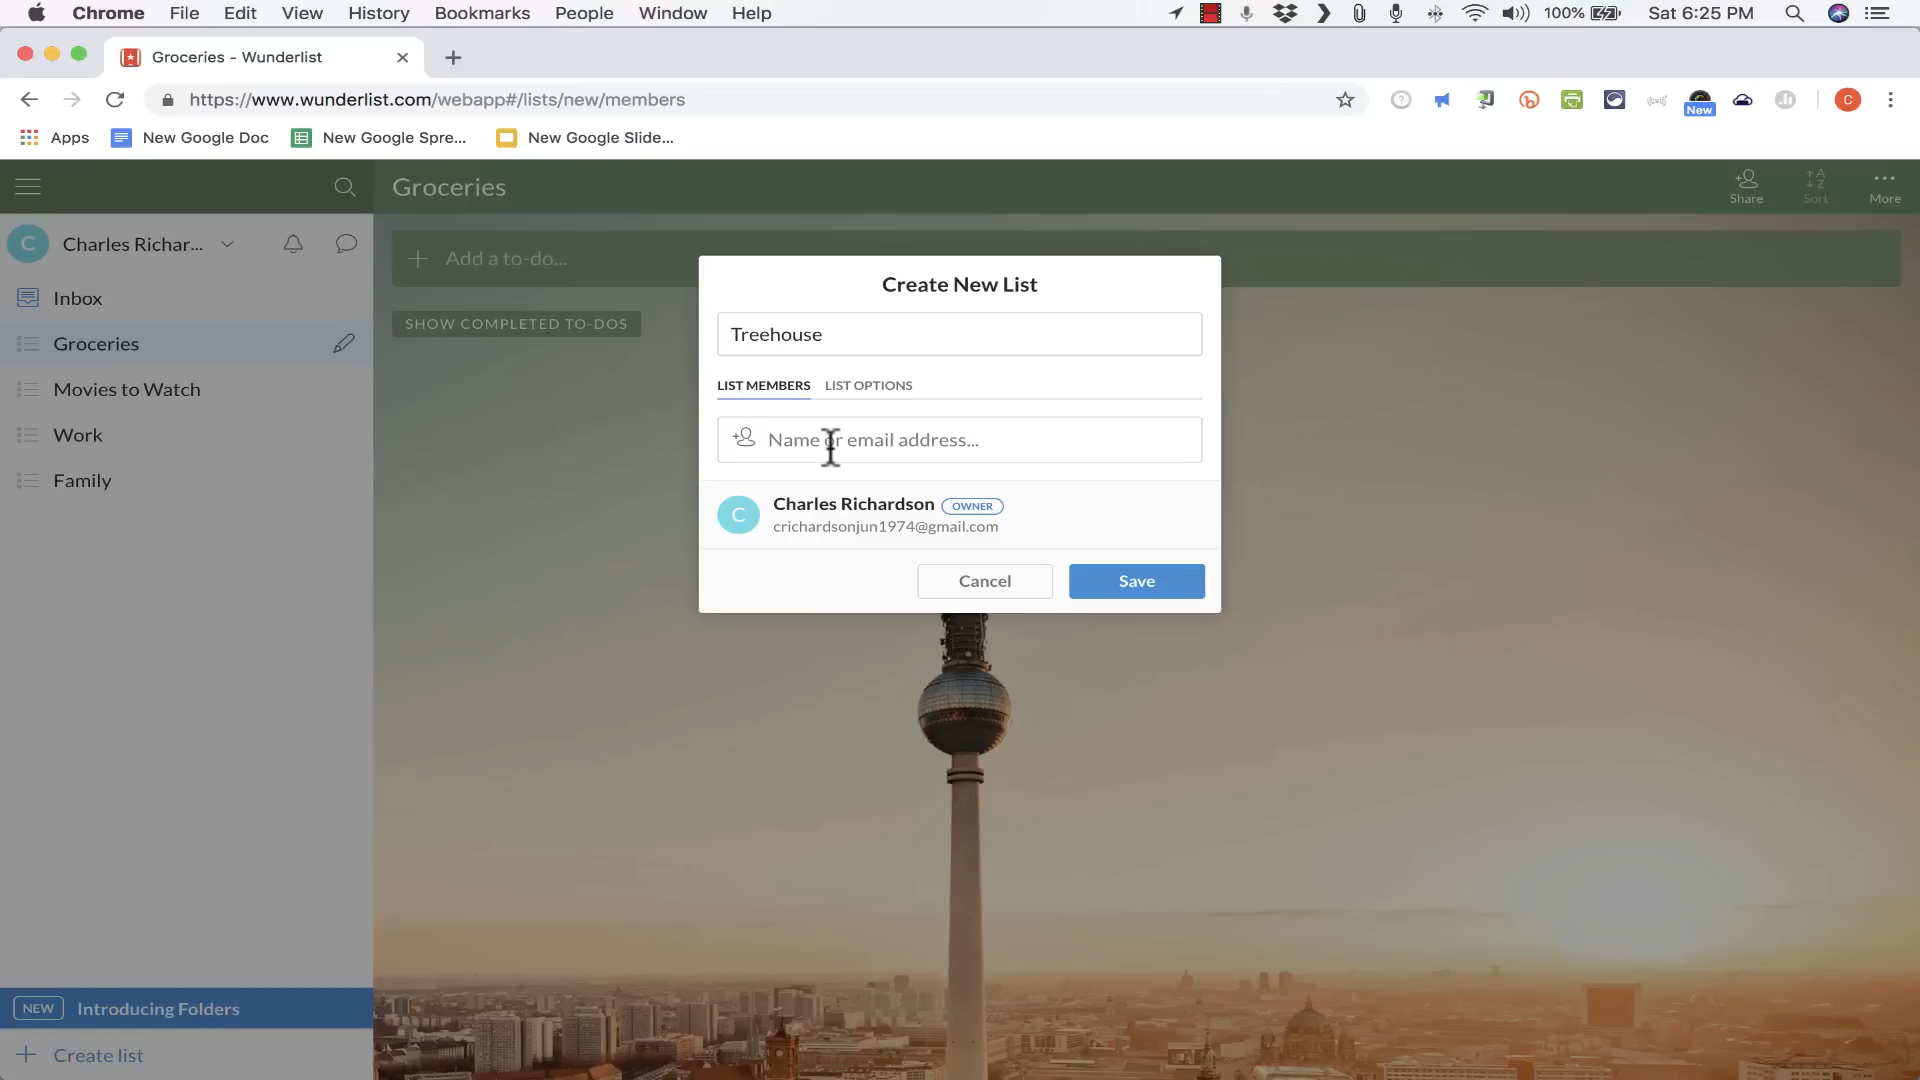 Chrome File Edit View History Bookmarks People Window Help 100% Sat 6:25 PM
Groceries - Wunderlist
https://www.wunderlist.com/webapp#/lists/new/members
New
C
Apps New Google Doc New Google Spre... New Google Slide...
Groceries
Share Sort More
C Charles Richar...
Inbox
Groceries
Movies to Watch
Work
Family
NEW Introducing Folders
Create list
Add a to-do...
SHOW COMPLETED TO-DOS
Create New List
Treehouse
LIST MEMBERS LIST OPTIONS
Name or email address...
C
Charles Richardson OWNER
crichardsonjun1974@gmail.com
Cancel Save